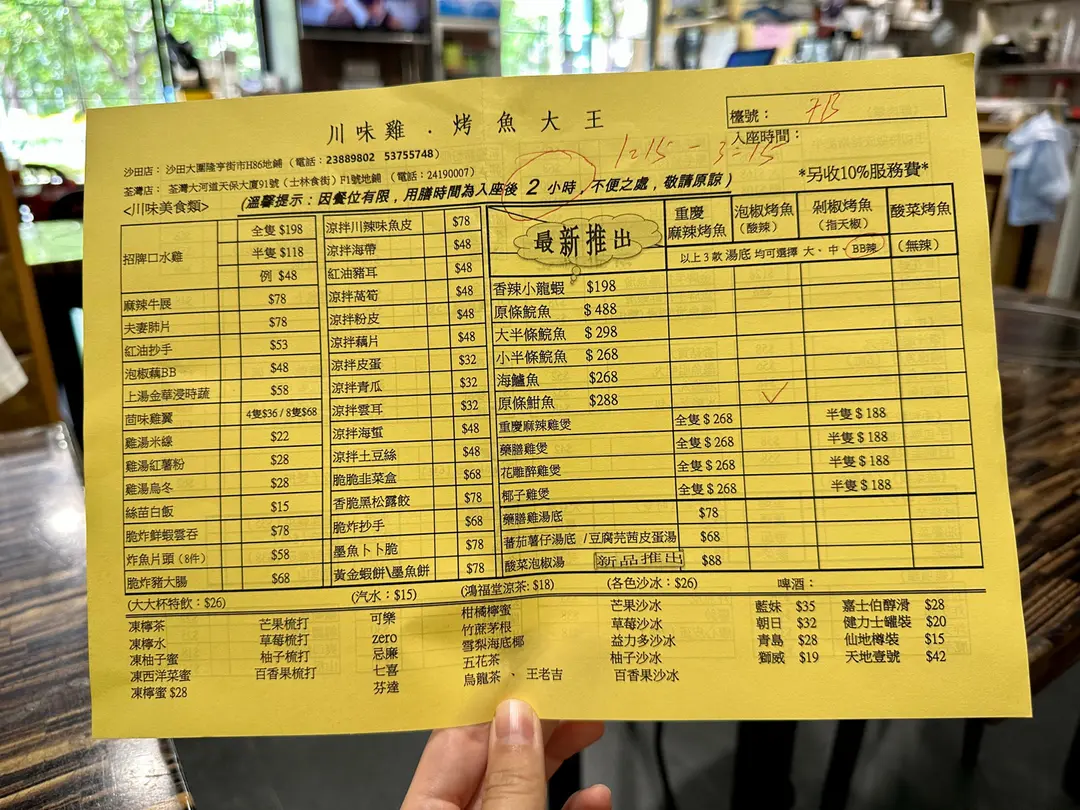 川味雞．烤魚大王
檯號： 7B
入座時間：
1:15 - 3:15
沙田店： 沙田大圍隆亨街市H86地鋪 (電話：23889802 53755748)
荃灣店： 荃灣大河道天保大廈91號 (士林食街) F1號地鋪 (電話：24190007)
*另收10%服務費*
<川味美食類>
(溫馨提示：因餐位有限，用膳時間為入座後 2 小時，不便之處，敬請原諒)
招牌口水雞 全隻 $198
半隻 $118
例 $48
麻辣牛展 $78
夫妻肺片 $78
紅油抄手 $53
泡椒藕BB $48
上湯金華浸時蔬 $58
茴味雞翼 4隻$36 / 8隻$68
雞湯米線 $22
雞湯紅薯粉 $28
雞湯烏冬 $28
絲苗白飯 $15
脆炸鮮蝦雲吞 $78
炸魚片頭 (8件) $58
脆炸豬大腸 $68
涼拌川辣味魚皮 $78
涼拌海帶 $48
紅油豬耳 $48
涼拌萵筍 $48
涼拌粉皮 $48
涼拌藕片 $48
涼拌皮蛋 $32
涼拌青瓜 $32
涼拌雲耳 $32
涼拌海蜇 $48
涼拌土豆絲 $48
脆脆韭菜盒 $68
香脆黑松露餃 $78
脆炸抄手 $68
墨魚卜卜脆 $78
黃金蝦餅\墨魚餅 $78
最新推出
重慶麻辣烤魚
泡椒烤魚 (酸辣)
剁椒烤魚 (指天椒)
酸菜烤魚
以上3款湯底 均可選擇 大、中、BB辣
(無辣)
香辣小龍蝦 $198
原條鯇魚 $488
大半條鯇魚 $298
小半條鯇魚 $268
海鱸魚 $268
原條魽魚 $288 ✓
重慶麻辣雞煲 全隻$268 半隻$188
藥膳雞煲 全隻$268 半隻$188
花雕醉雞煲 全隻$268 半隻$188
椰子雞煲 全隻$268 半隻$188
藥膳雞湯底 $78
蕃茄薯仔湯底 /豆腐芫茜皮蛋湯 $68
酸菜泡椒湯 新品推出 $88
(大大杯特飲：$26)
凍檸茶
凍檸水
凍柚子蜜
凍西洋菜蜜
凍檸蜜 $28
芒果梳打
草莓梳打
柚子梳打
百香果梳打
(汽水：$15)
可樂
zero
忌廉
七喜
芬達
(鴻福堂涼茶：$18)
柑橘檸蜜
竹蔗茅根
雪梨海底椰
五花茶
烏龍茶 、 王老吉
(各色沙冰：$26)
芒果沙冰
草莓沙冰
益力多沙冰
柚子沙冰
百香果沙冰
啤酒：
藍妹 $35 嘉士伯醇滑 $28
朝日 $32 健力士罐裝 $20
青島 $28 仙地樽裝 $15
獅威 $19 天地壹號 $42